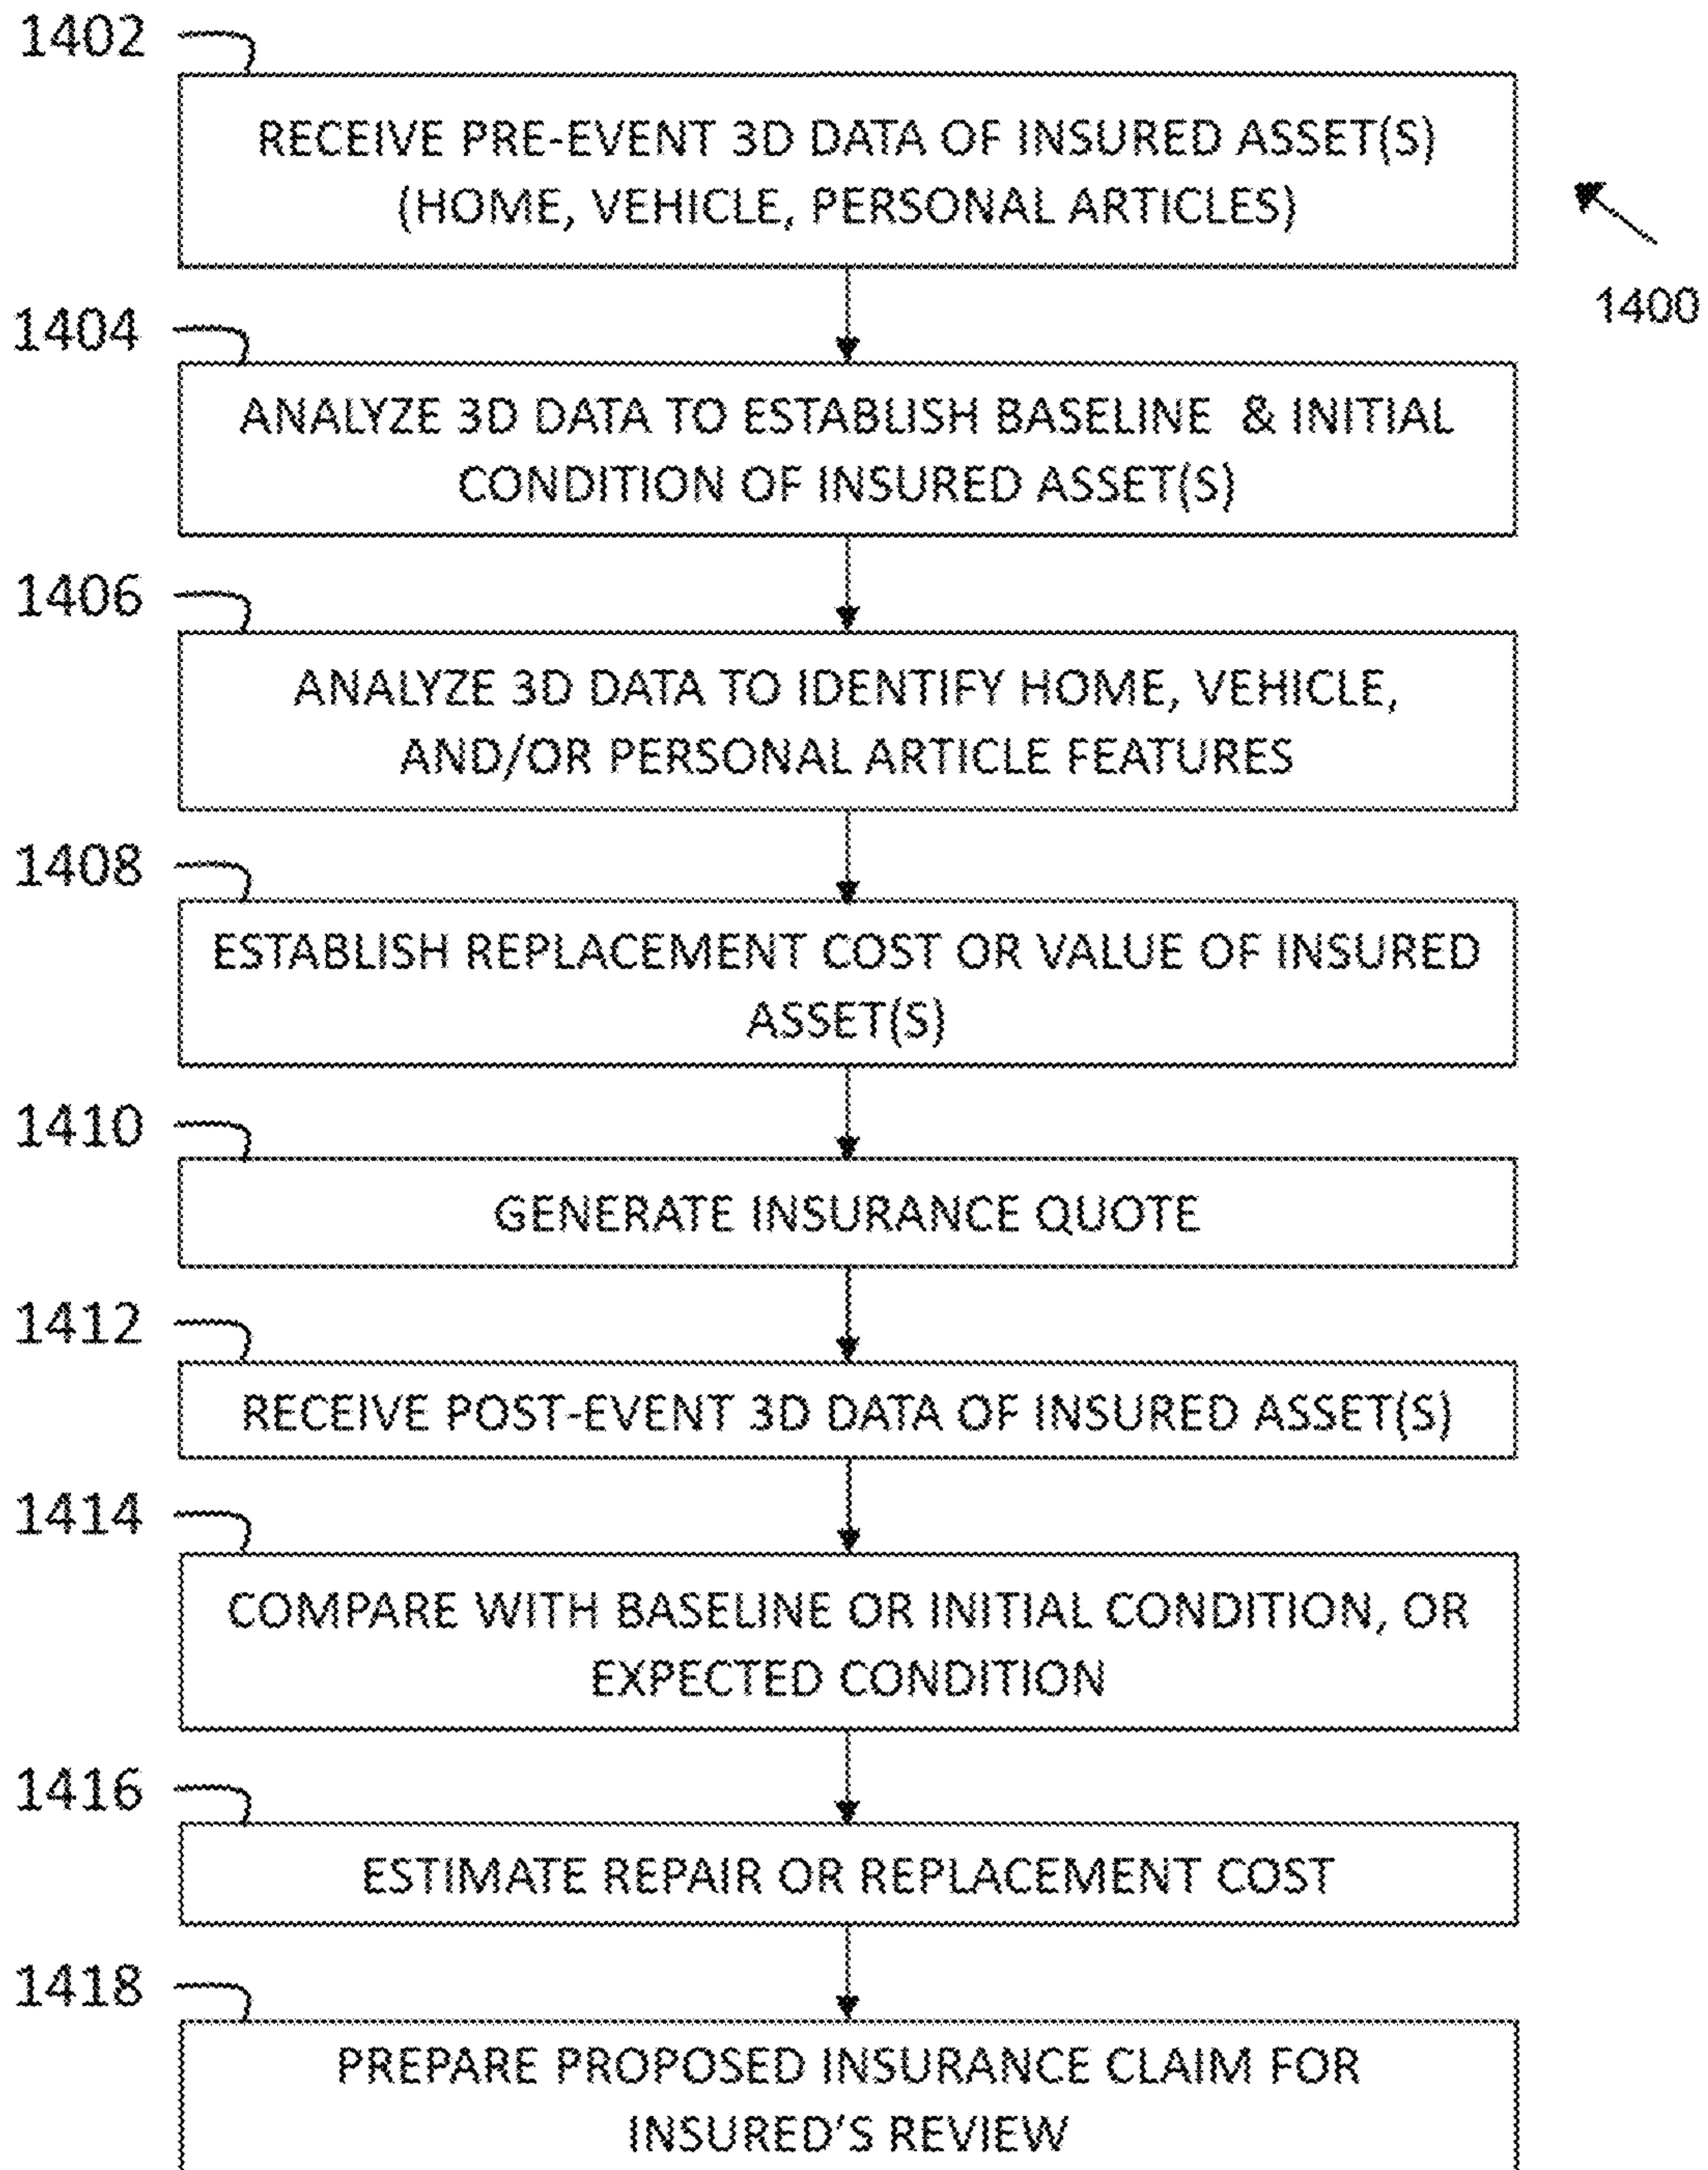 1402
RECEIVE PRE-EVENT 3D DATA OF INSURED ASSET(S)
(HOME, VEHICLE, PERSONAL ARTICLES)
1400
1404
ANALYZE 3D DATA TO ESTABLISH BASELINE & INITIAL
CONDITION OF INSURED ASSET(S)
1406
ANALYZE 3D DATA TO IDENTIFY HOME, VEHICLE,
AND/OR PERSONAL ARTICLE FEATURES
1408
ESTABLISH REPLACEMENT COST OR VALUE OF INSURED
ASSET(S)
1410
GENERATE INSURANCE QUOTE
1412
RECEIVE POST-EVENT 3D DATA OF INSURED ASSET(S)
1414
COMPARE WITH BASELINE OR INITIAL CONDITION, OR
EXPECTED CONDITION
1416
ESTIMATE REPAIR OR REPLACEMENT COST
1418
PREPARE PROPOSED INSURANCE CLAIM FOR
INSURED'S REVIEW